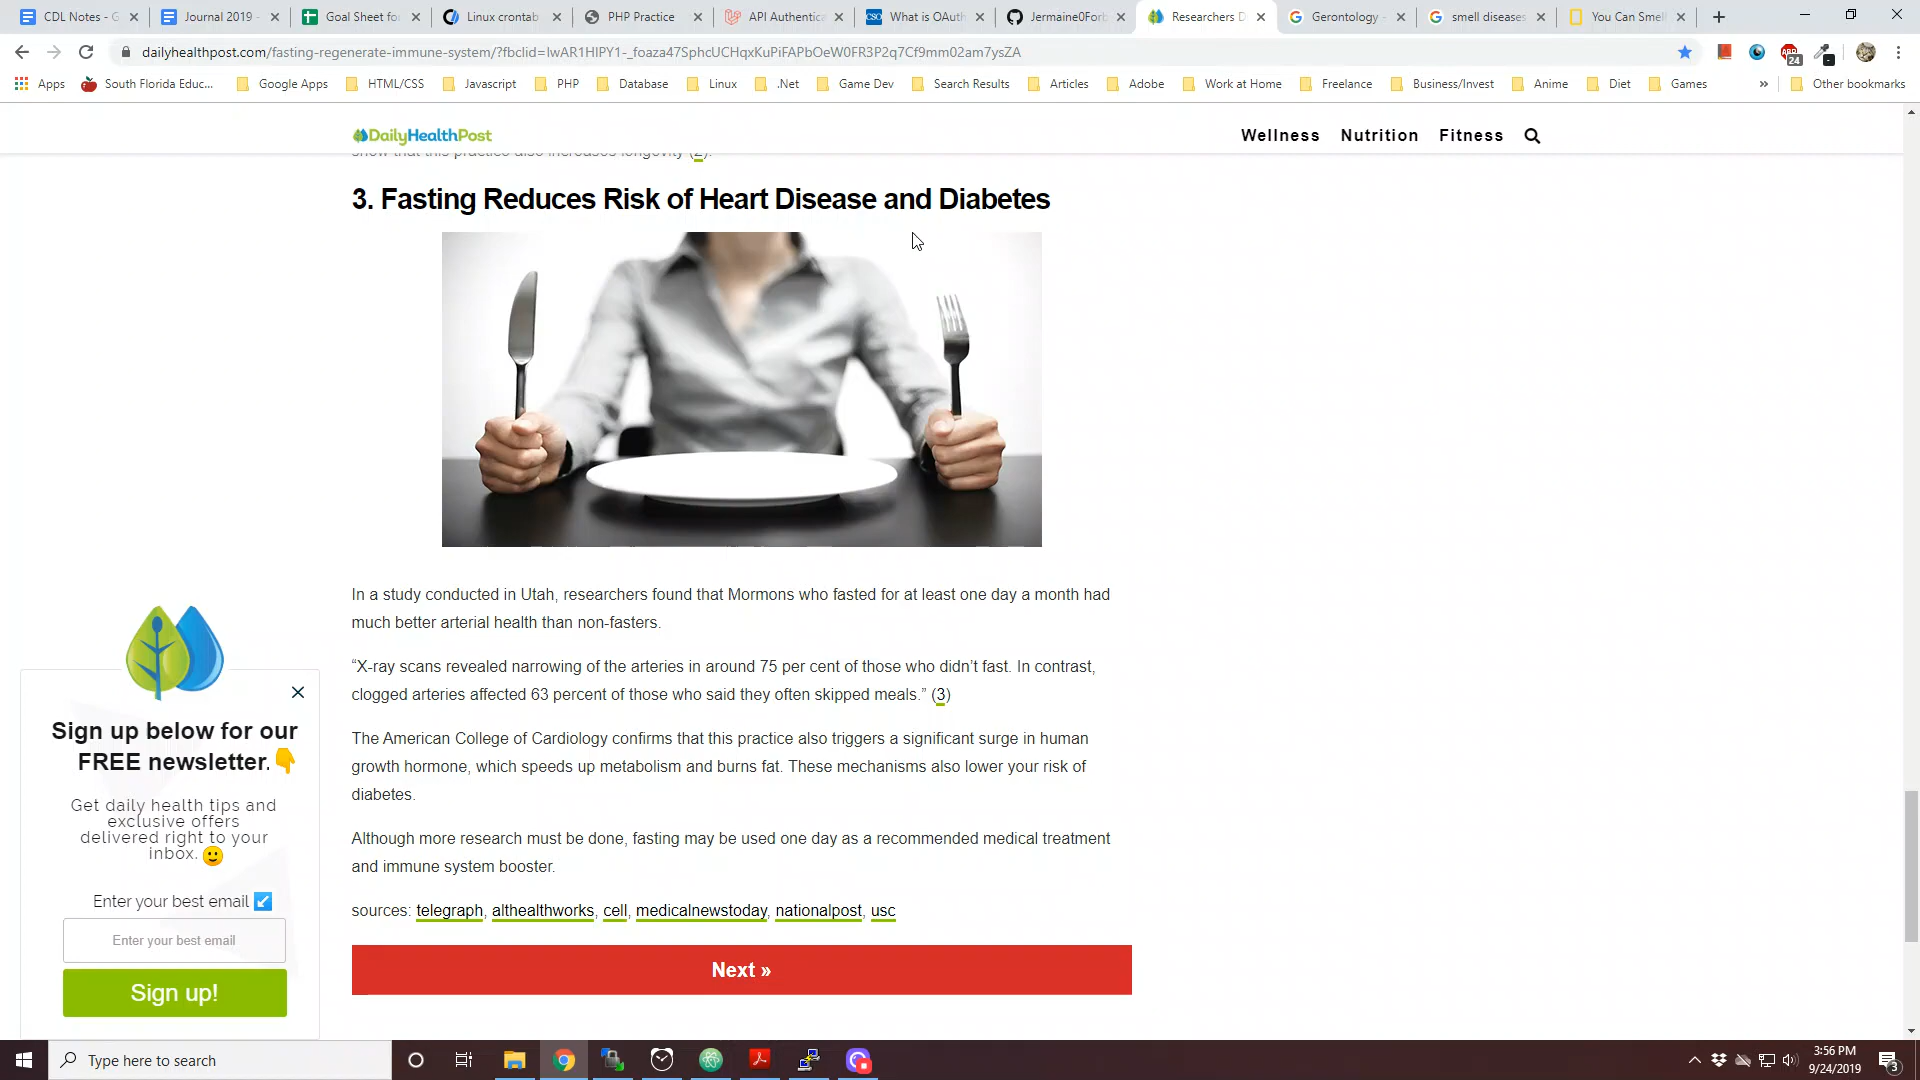 CDL Notes - G
Journal 2019 -
Goal Sheet fo
Linux crontab
PHP Practice
API Authentica
CSO
What is OAuth
Jermaine0Forb
Researchers D
Gerontology -
smell diseases
You Can Smell
dailyhealthpost.com/fasting-regenerate-immune-system/?fbclid=IwAR1HIPY1-_foaza47SphcUCHqxKuPiFAPbOeW0FR3P2q7Cf9mm02am7ysZA
24
Apps
South Florida Educ...
Google Apps
HTML/CSS
Javascript
PHP
Database
Linux
.Net
Game Dev
Search Results
Articles
Adobe
Work at Home
Freelance
Business/Invest
Anime
Diet
Games
»
Other bookmarks
DailyHealthPost
Wellness
Nutrition
Fitness
show that this practice also increases longevity (2).
3. Fasting Reduces Risk of Heart Disease and Diabetes
In a study conducted in Utah, researchers found that Mormons who fasted for at least one day a month had
much better arterial health than non-fasters.
“X-ray scans revealed narrowing of the arteries in around 75 per cent of those who didn’t fast. In contrast,
clogged arteries affected 63 percent of those who said they often skipped meals.” (3)
The American College of Cardiology confirms that this practice also triggers a significant surge in human
growth hormone, which speeds up metabolism and burns fat. These mechanisms also lower your risk of
diabetes.
Although more research must be done, fasting may be used one day as a recommended medical treatment
and immune system booster.
sources: telegraph, althealthworks, cell, medicalnewstoday, nationalpost, usc
Next »
Sign up below for our
FREE newsletter.👇
Get daily health tips and
exclusive offers
delivered right to your
inbox. 🙂
Enter your best email ↙
Enter your best email
Sign up!
Type here to search
3:56 PM
9/24/2019
3